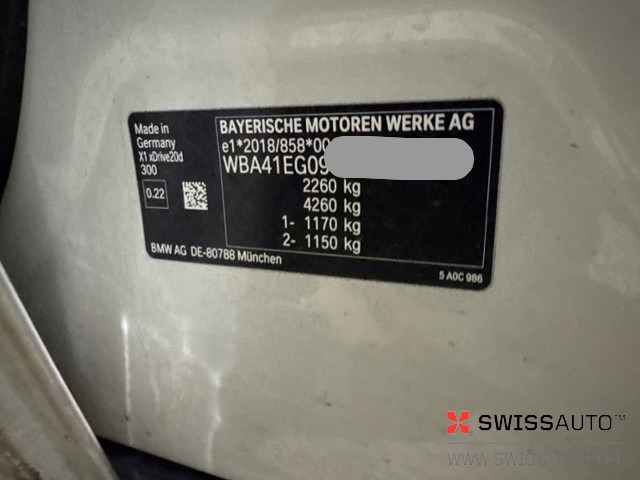 Made in
Germany
X1 xDrive20d
300
0.22
BAYERISCHE MOTOREN WERKE AG
e1*2018/858*00
WBA41EG09
2260 kg
4260 kg
1- 1170 kg
2- 1150 kg
BMW AG DE-80788 München
5 A0C 986
SWISSAUTO™